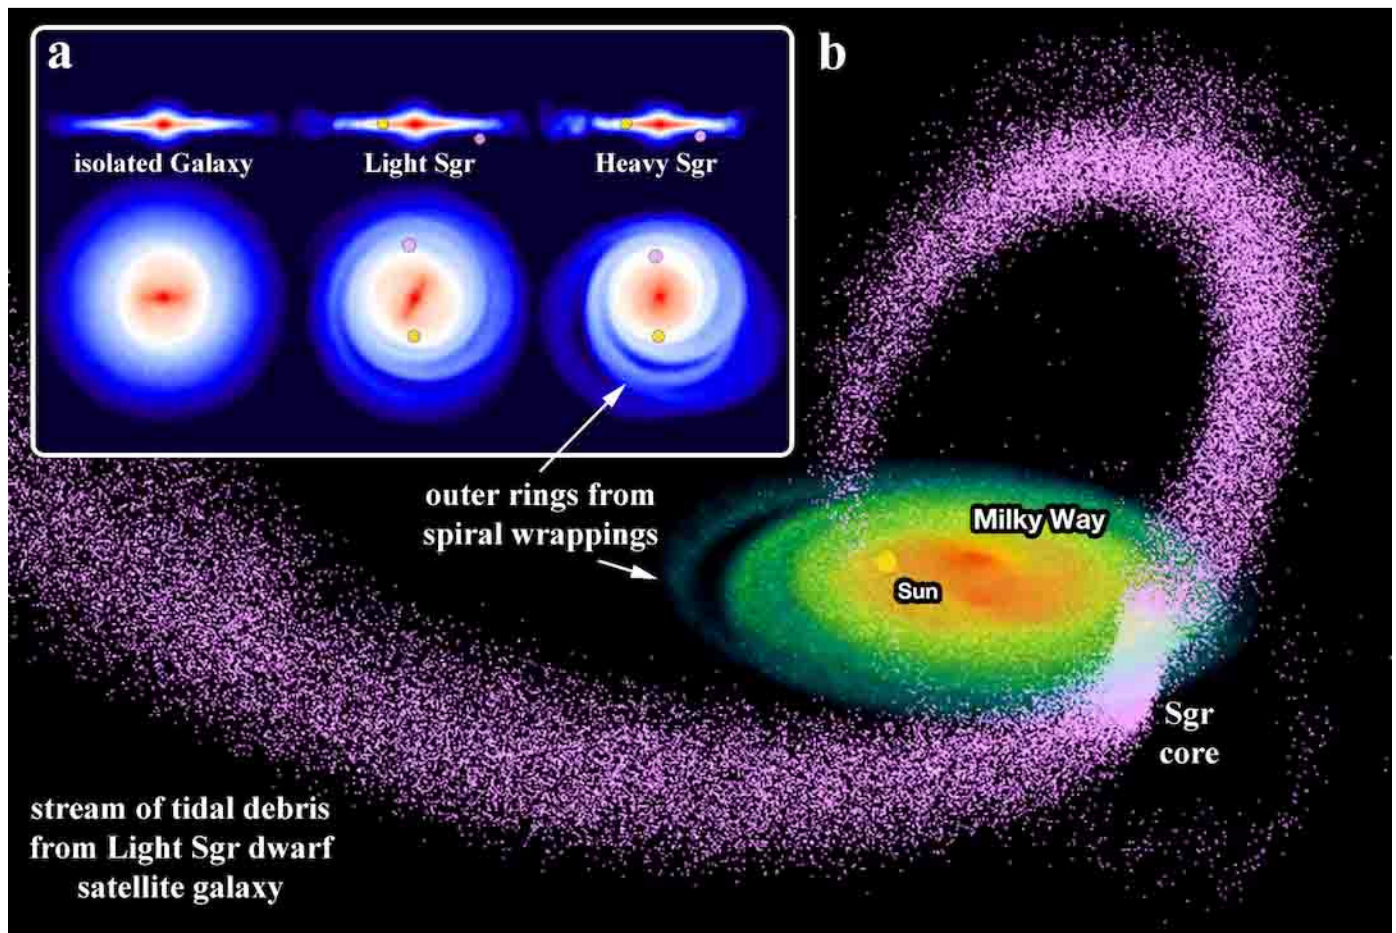 a
b
isolated Galaxy
Light Sgr
Heavy Sgr
outer rings from
spiral wrappings
Milky Way
Sun
Sgr
core
stream of tidal debris
from Light Sgr dwarf
satellite galaxy